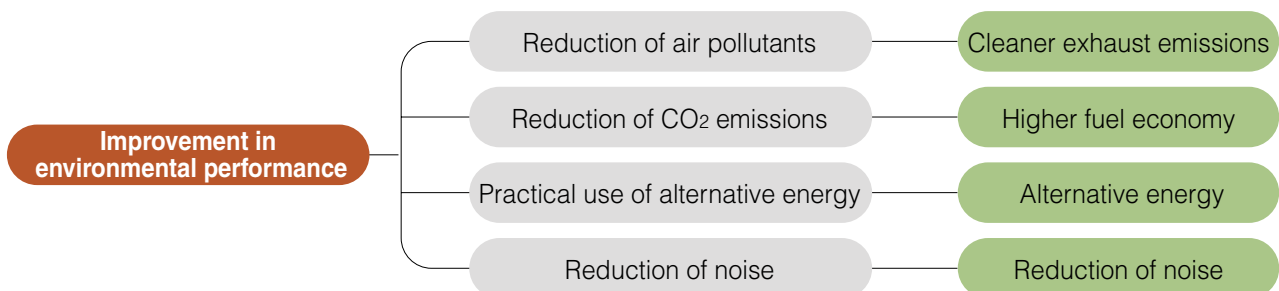 Reduction of air pollutants
Cleaner exhaust emissions
Reduction of CO2 emissions
Higher fuel economy
Improvement in
environmental performance
Practical use of alternative energy
Alternative energy
Reduction of noise
Reduction of noise